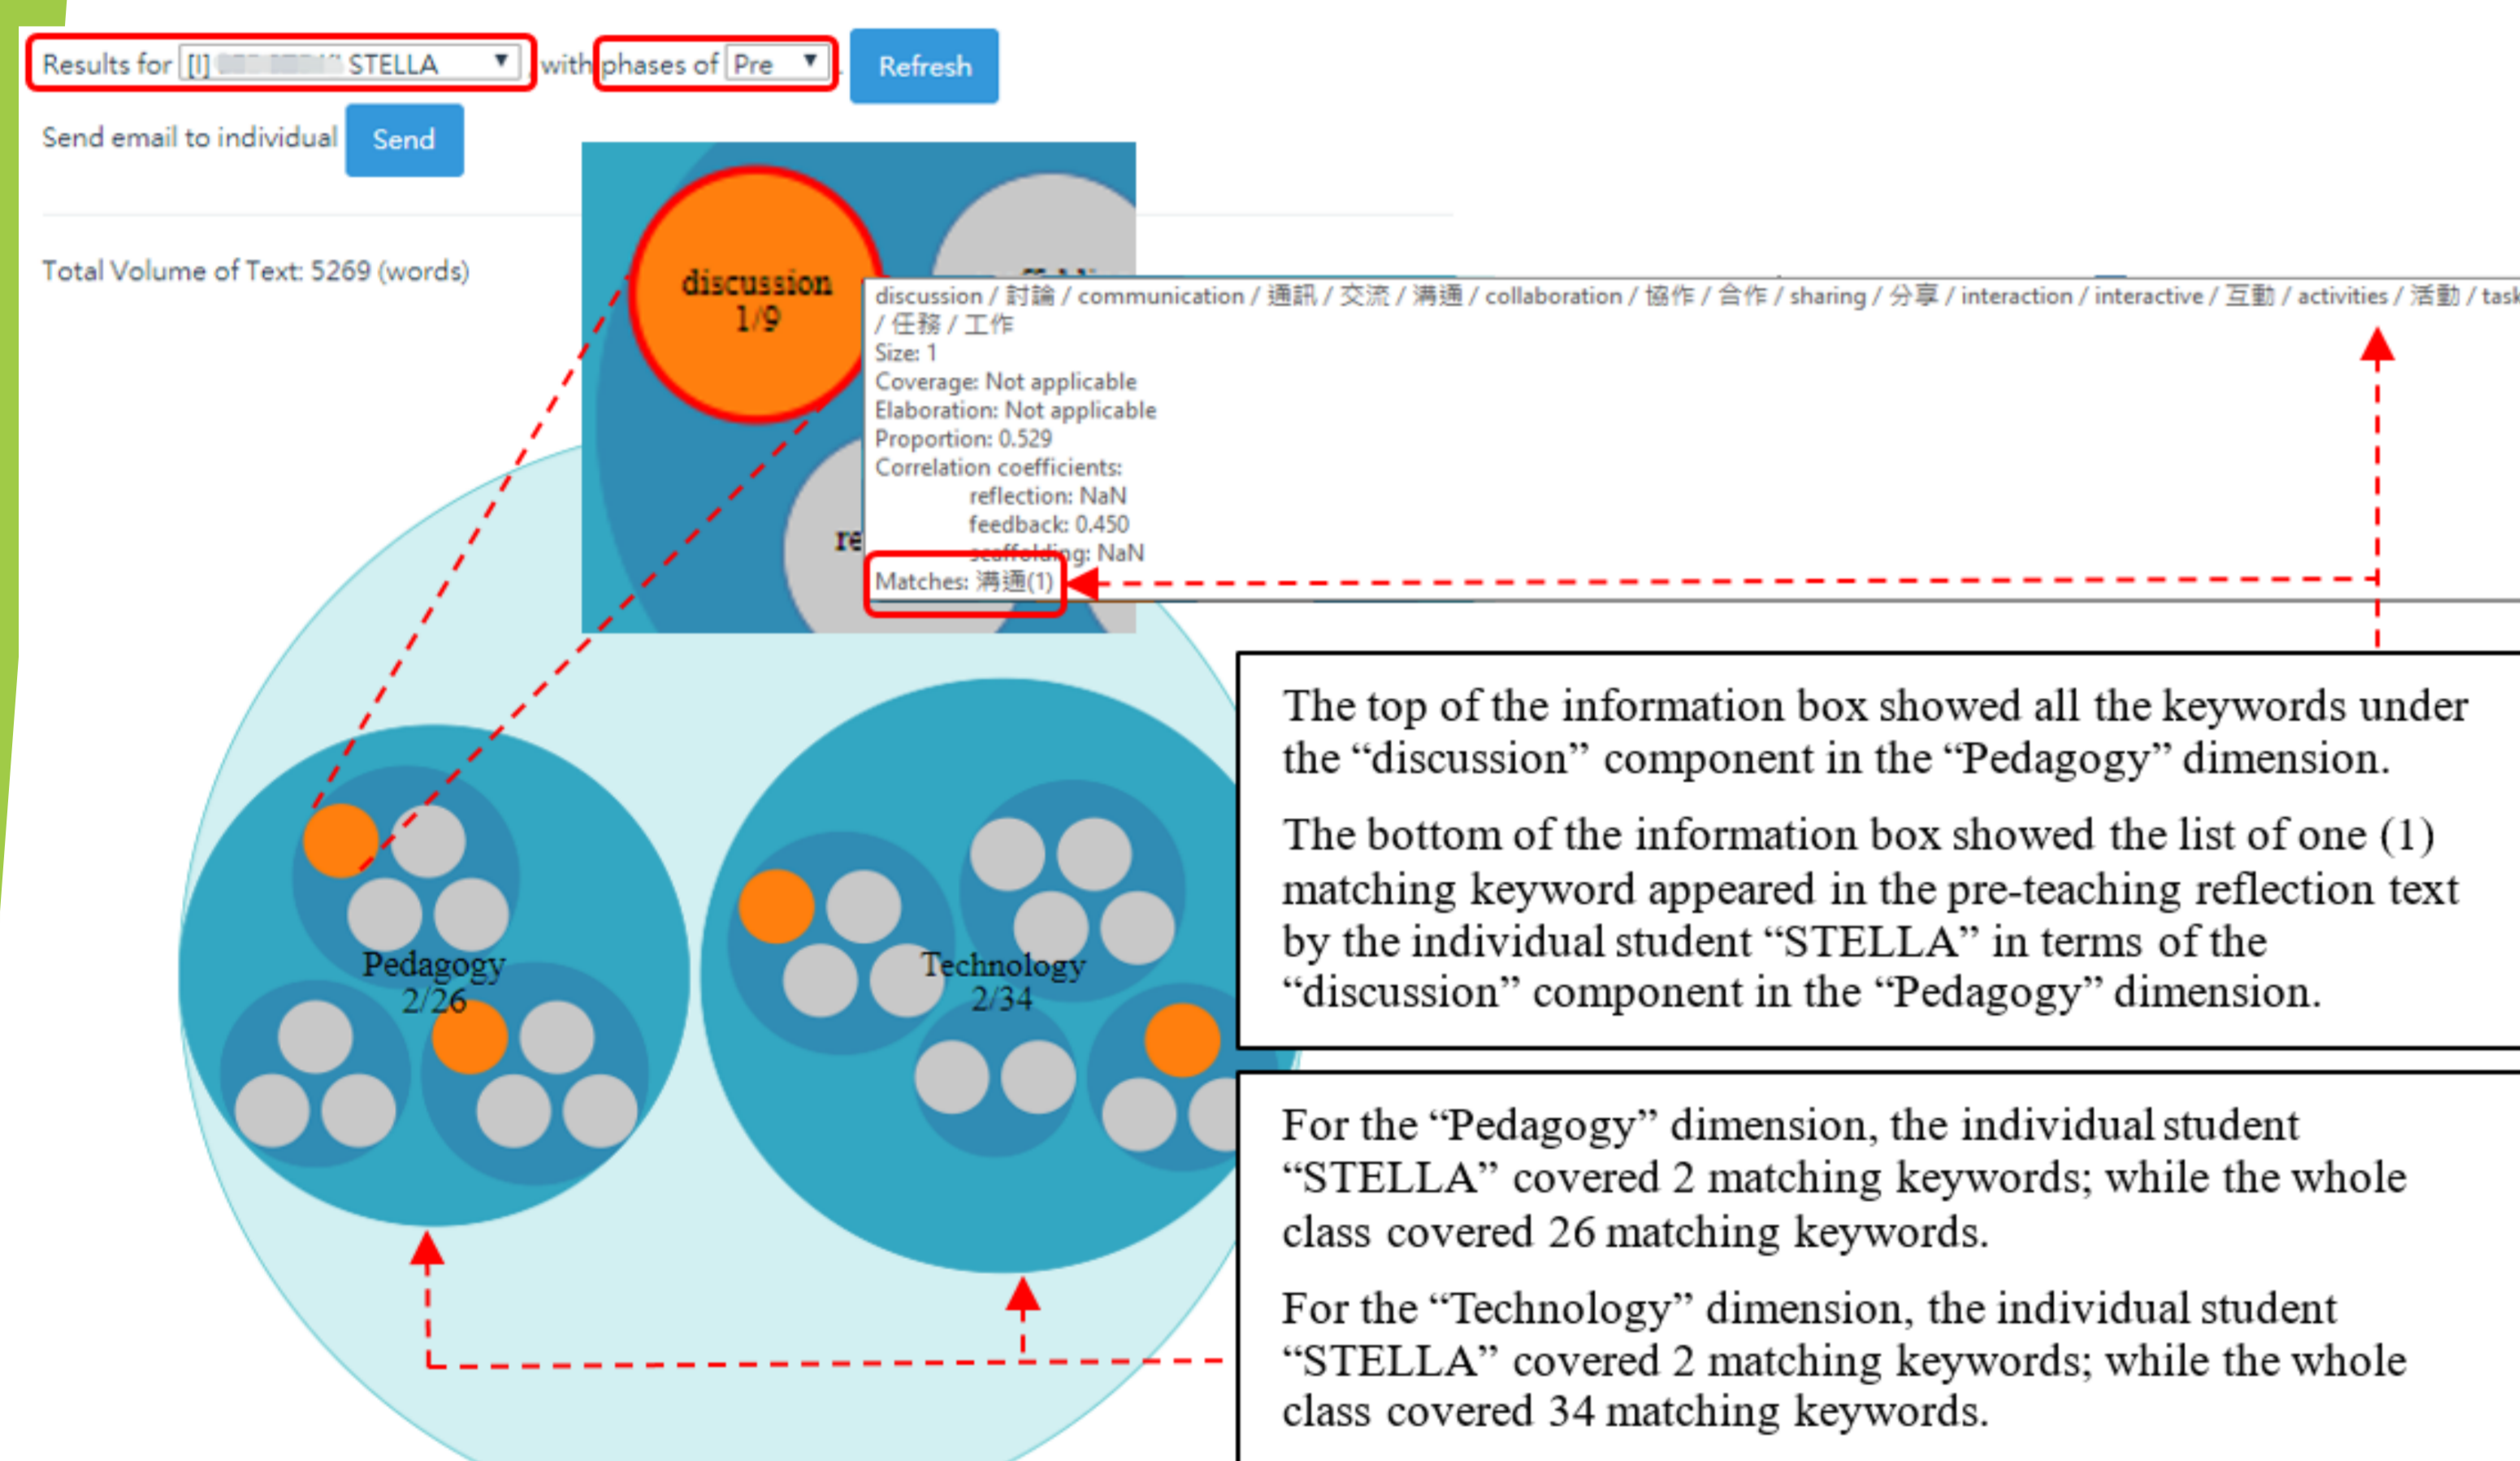 Results for [I] STELLA , with phases of Pre . Refresh
Send email to individual Send
Total Volume of Text: 5269 (words)
discussion
1/9
discussion / 討論 / communication / 通訊 / 交流 / 溝通 / collaboration / 協作 / 合作 / sharing / 分享 / interaction / interactive / 互動 / activities / 活動 / task
/ 任務 / 工作
Size: 1
Coverage: Not applicable
Elaboration: Not applicable
Proportion: 0.529
Correlation coefficients:
reflection: NaN
feedback: 0.450
scaffolding: NaN
Matches: 溝通(1)
re
The top of the information box showed all the keywords under
the “discussion” component in the “Pedagogy” dimension.
The bottom of the information box showed the list of one (1)
matching keyword appeared in the pre-teaching reflection text
by the individual student “STELLA” in terms of the
“discussion” component in the “Pedagogy” dimension.
Pedagogy
2/26
Technology
2/34
For the “Pedagogy” dimension, the individual student
“STELLA” covered 2 matching keywords; while the whole
class covered 26 matching keywords.
For the “Technology” dimension, the individual student
“STELLA” covered 2 matching keywords; while the whole
class covered 34 matching keywords.